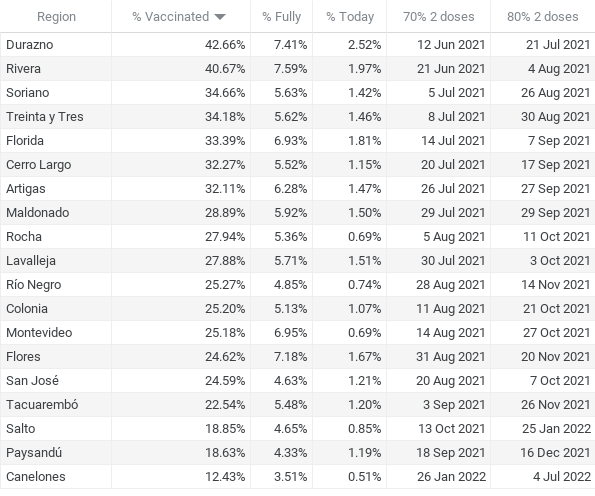 Region % Vaccinated % Fully % Today 70% 2 doses 80% 2 doses
Durazno 42.66% 7.41% 2.52% 12 Jun 2021 21 Jul 2021
Rivera 40.67% 7.59% 1.97% 21 Jun 2021 4 Aug 2021
Soriano 34.66% 5.63% 1.42% 5 Jul 2021 26 Aug 2021
Treinta y Tres 34.18% 5.62% 1.46% 8 Jul 2021 30 Aug 2021
Florida 33.39% 6.93% 1.81% 14 Jul 2021 7 Sep 2021
Cerro Largo 32.27% 5.52% 1.15% 20 Jul 2021 17 Sep 2021
Artigas 32.11% 6.28% 1.47% 26 Jul 2021 27 Sep 2021
Maldonado 28.89% 5.92% 1.50% 29 Jul 2021 29 Sep 2021
Rocha 27.94% 5.36% 0.69% 5 Aug 2021 11 Oct 2021
Lavalleja 27.88% 5.71% 1.51% 30 Jul 2021 3 Oct 2021
Río Negro 25.27% 4.85% 0.74% 28 Aug 2021 14 Nov 2021
Colonia 25.20% 5.13% 1.07% 11 Aug 2021 21 Oct 2021
Montevideo 25.18% 6.95% 0.69% 14 Aug 2021 27 Oct 2021
Flores 24.62% 7.18% 1.67% 31 Aug 2021 20 Nov 2021
San José 24.59% 4.63% 1.21% 20 Aug 2021 7 Oct 2021
Tacuarembó 22.54% 5.48% 1.20% 3 Sep 2021 26 Nov 2021
Salto 18.85% 4.65% 0.85% 13 Oct 2021 25 Jan 2022
Paysandú 18.63% 4.33% 1.19% 18 Sep 2021 16 Dec 2021
Canelones 12.43% 3.51% 0.51% 26 Jan 2022 4 Jul 2022